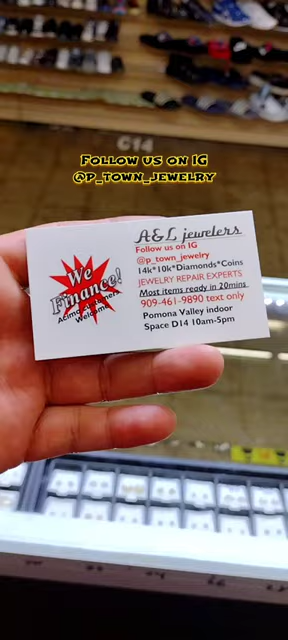 C14
Follow us on IG
@p_town_jewelry
A&L jewelers
Follow us on IG
@p_town_jewelry
14k*10k*Diamonds*Coins
JEWELRY REPAIR EXPERTS
Most items ready in 20mins
909-461-9890 text only
Pomona Valley indoor
Space D14 10am-5pm
We
Finance!
Welcome